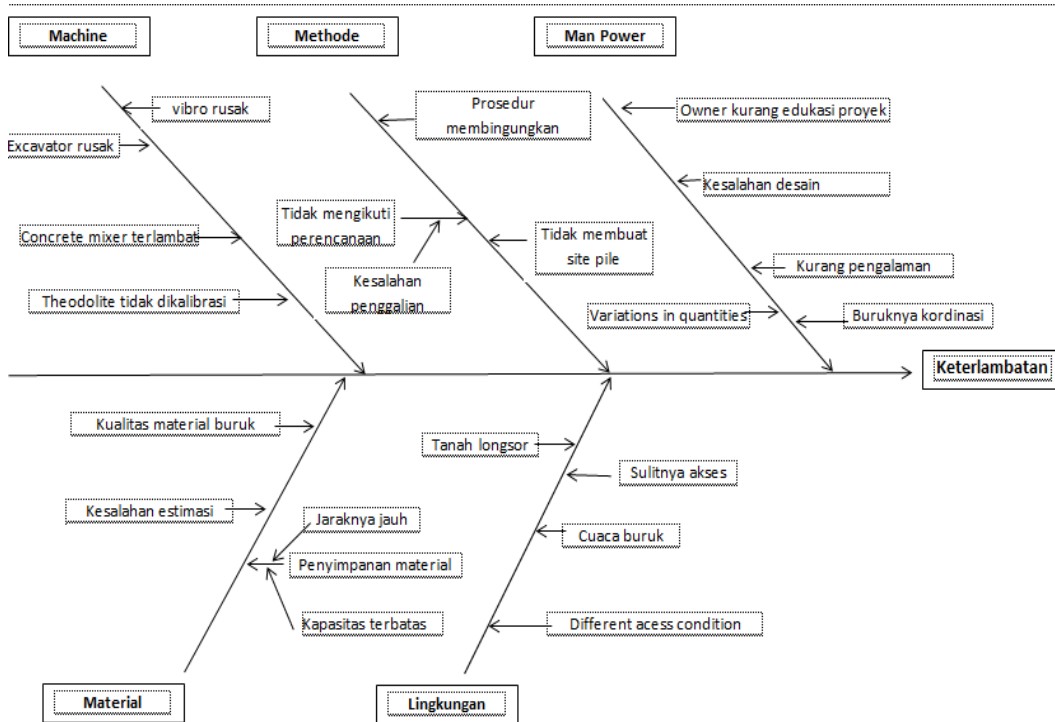 Machine
Methode
Man Power
vibro rusak
Excavator rusak
Concrete mixer terlambat
Theodolite tidak dikalibrasi
Prosedur
membingungkan
Tidak mengikuti
perencanaan
Kesalahan
penggalian
Tidak membuat
site pile
Owner kurang edukasi proyek
Kesalahan desain
Kurang pengalaman
Variations in quantities
Buruknya kordinasi
Keterlambatan
Kualitas material buruk
Kesalahan estimasi
Jaraknya jauh
Penyimpanan material
Kapasitas terbatas
Tanah longsor
Sulitnya akses
Cuaca buruk
Different acess condition
Material
Lingkungan